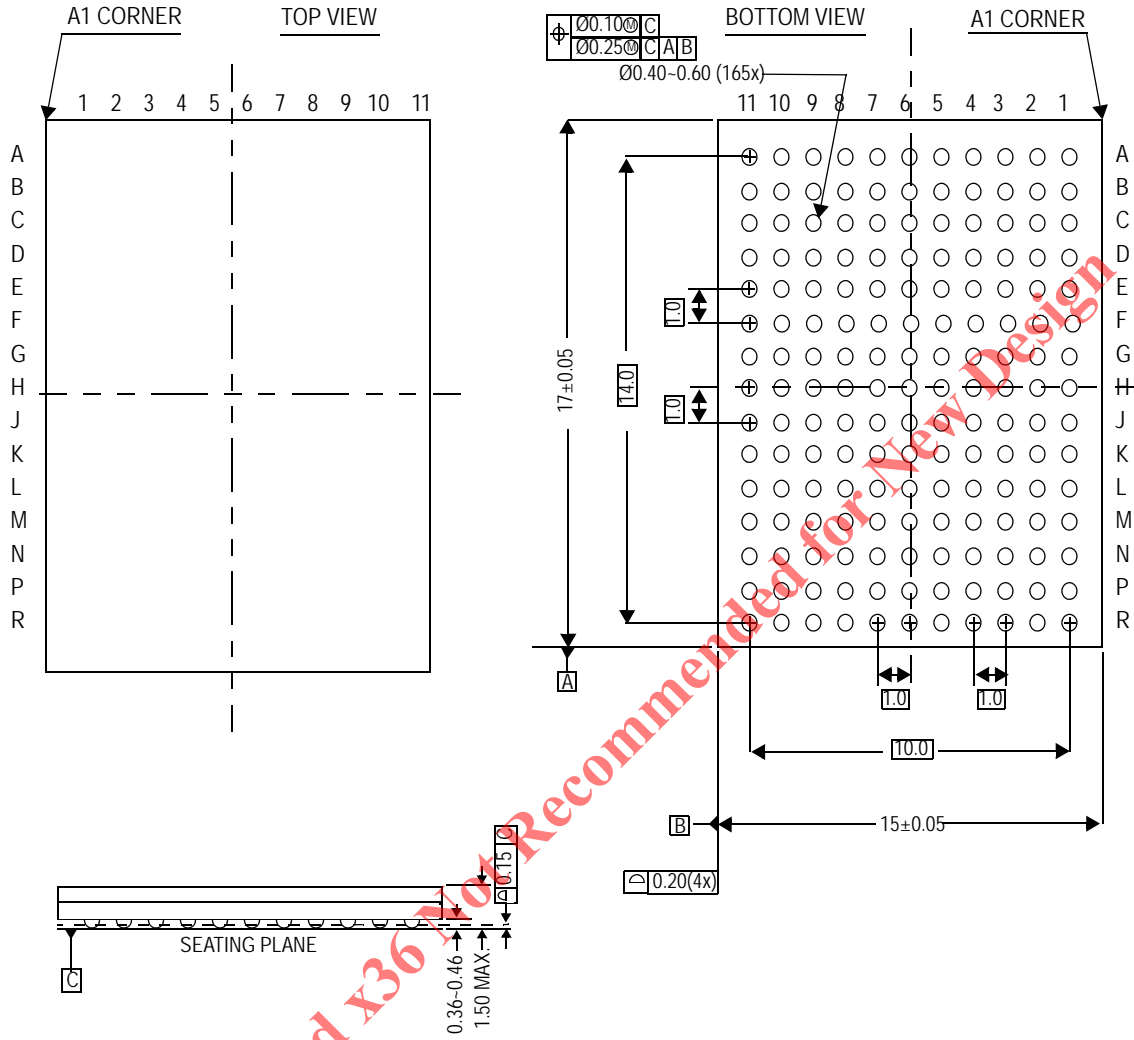 A1 CORNER
TOP VIEW
BOTTOM VIEW
A1 CORNER
Ø0.10Ⓜ C
Ø0.25Ⓜ C A B
Ø0.40~0.60 (165x)
1 2 3 4 5 6 7 8 9 10 11
11 10 9 8 7 6 5 4 3 2 1
A
B
C
D
E
F
G
H
J
K
L
M
N
P
R
A
B
C
D
E
F
G
H
J
K
L
M
N
P
R
17±0.05
14.0
1.0
1.0
A
1.0
1.0
10.0
B
15±0.05
0.20(4x)
0.15 C
SEATING PLANE
C
0.36~0.46
1.50 MAX.
d x36 Not Recommended for New Design